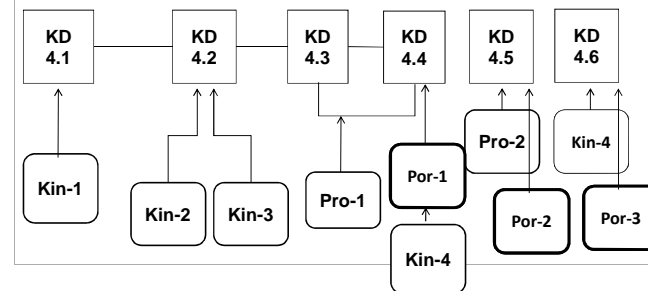 KD
4.1
KD
4.2
KD
4.3
KD
4.4
KD
4.5
KD
4.6
Kin-1
Kin-2
Kin-3
Pro-1
Por-1
Pro-2
Kin-4
Por-2
Por-3
Kin-4